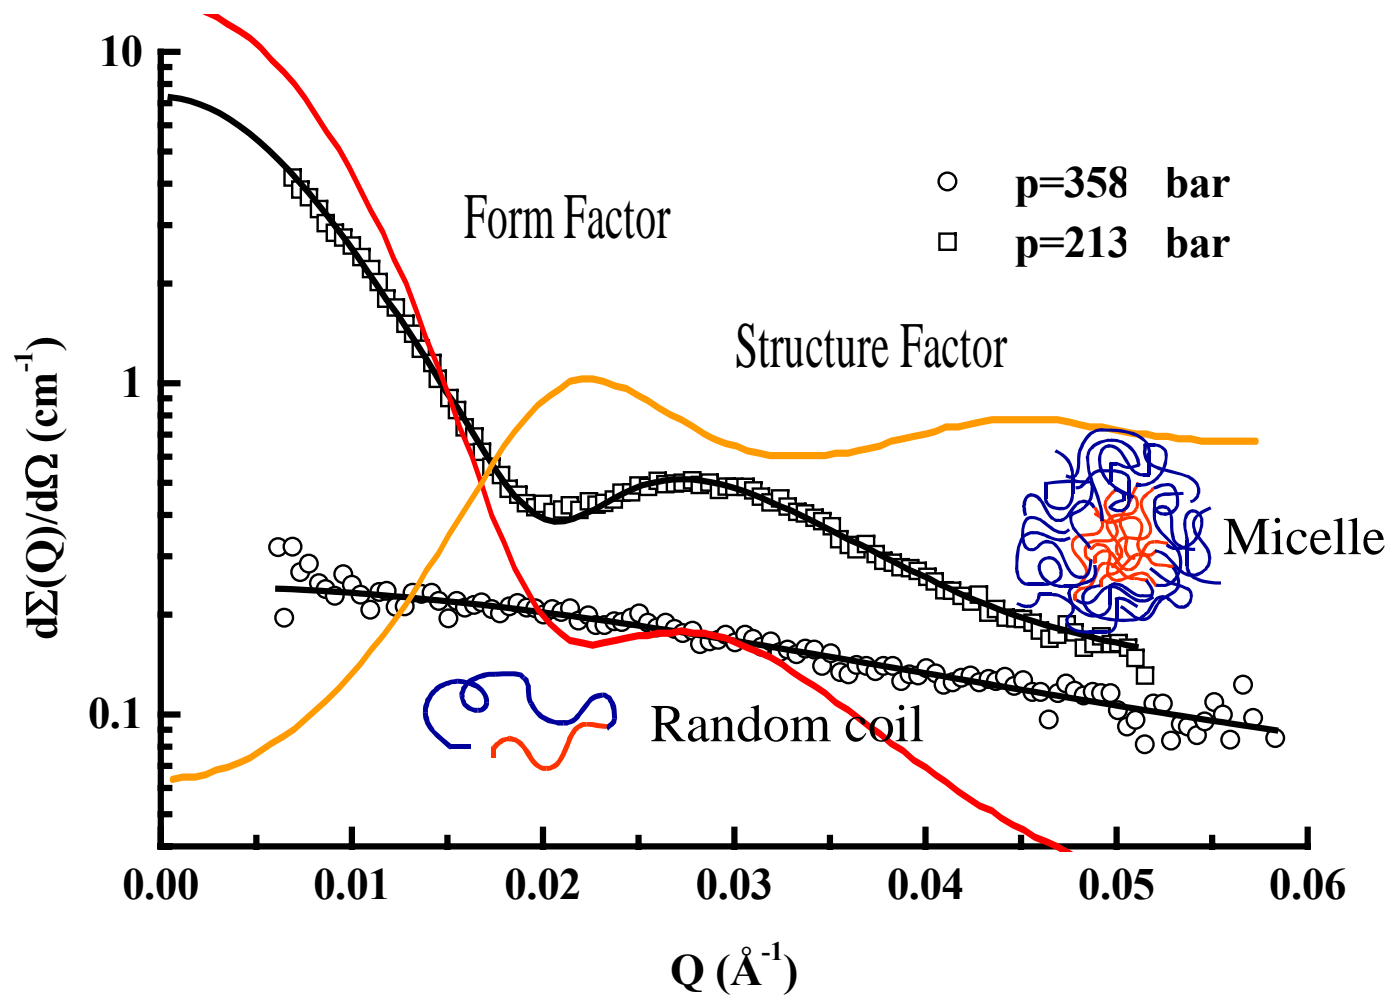 10
Form Factor
p=358 bar
p=213 bar
Structure Factor
1
dΣ(Q)/dΩ (cm⁻¹)
Micelle
0.1
Random coil
0.00 0.01 0.02 0.03 0.04 0.05 0.06
Q (Å⁻¹)